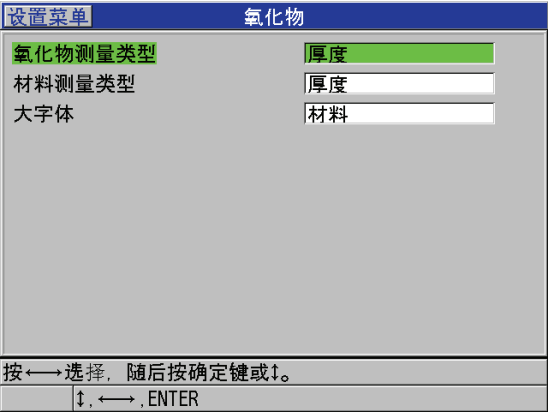 设置菜单 氧化物
氧化物测量类型 厚度
材料测量类型 厚度
大字体 材料
按←→选择, 随后按确定键或↕。
↕, ←→ ,ENTER